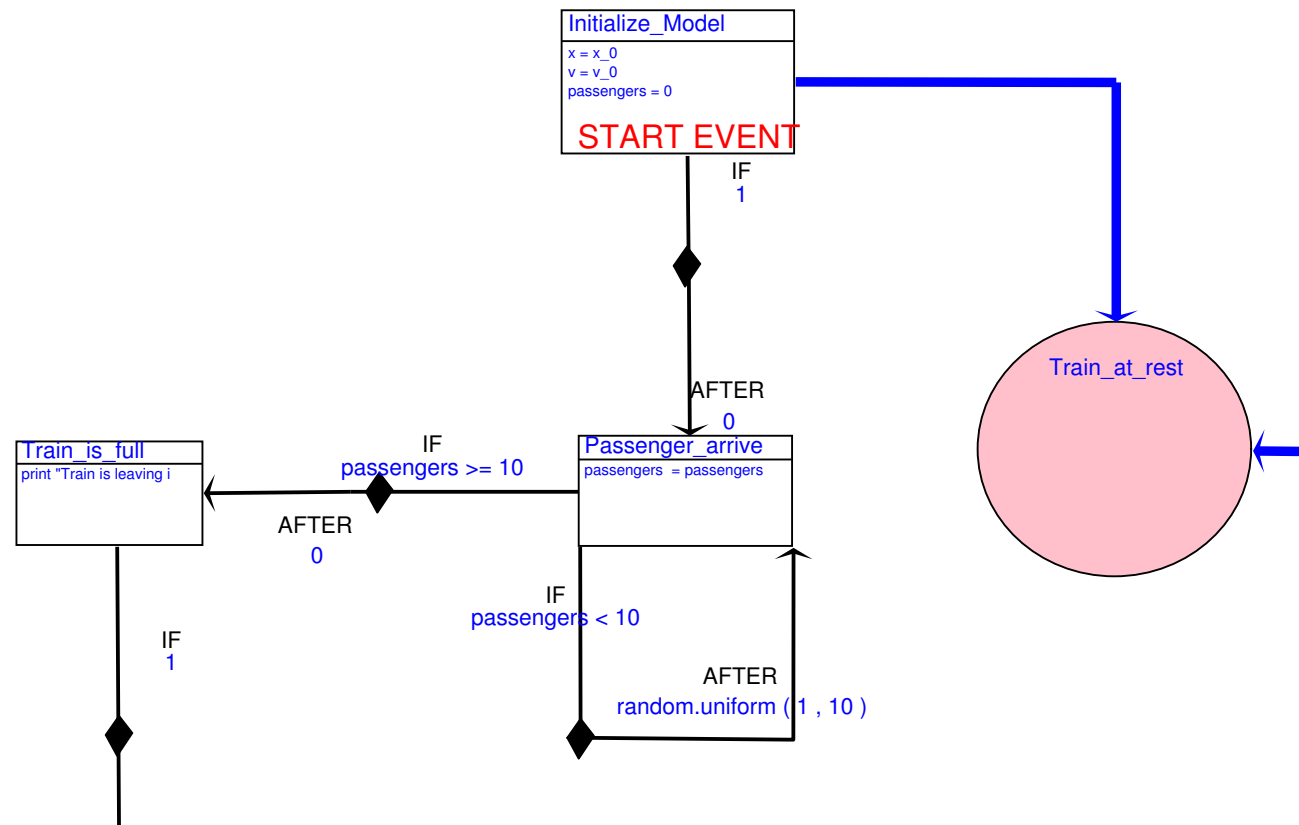 Initialize_Model
x = x_0
v = v_0
passengers = 0
START EVENT
IF
1
AFTER
0
Train_at_rest
Train_is_full
print "Train is leaving i
IF
passengers >= 10
AFTER
0
Passenger_arrive
passengers = passengers
IF
passengers < 10
AFTER
random.uniform ( 1 , 10 )
IF
1